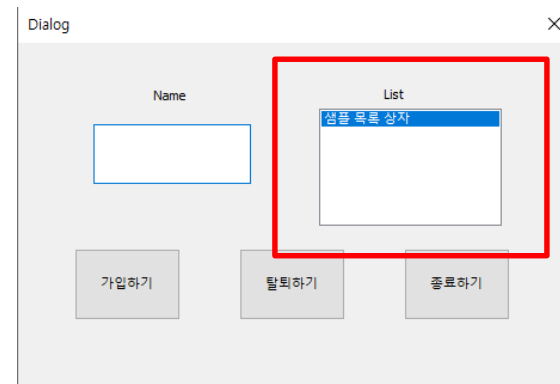 Dialog
Name
List
샘플 목록 상자
가입하기
탈퇴하기
종료하기